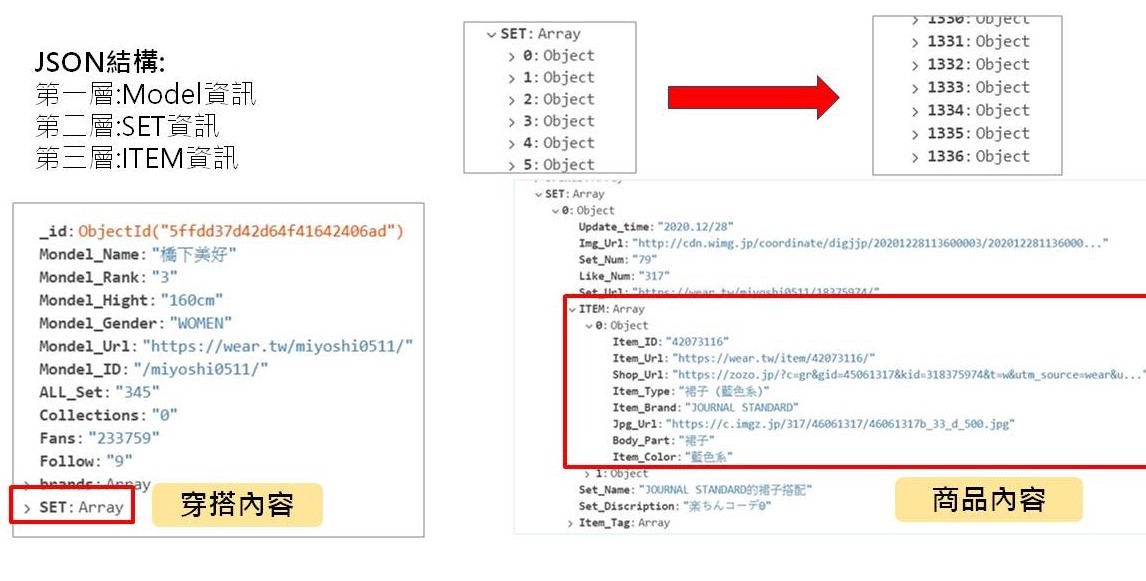 JSON結構:
第一層:Model資訊
第二層:SET資訊
第三層:ITEM資訊
SET: Array
0: Object
1: Object
2: Object
3: Object
4: Object
5: Object
1330: Object
1331: Object
1332: Object
1333: Object
1334: Object
1335: Object
1336: Object
_id: ObjectId("5ffdd37d42d64f41642406ad")
Mondel_Name: "橋下美好"
Mondel_Rank: "3"
Mondel_Hight: "160cm"
Mondel_Gender: "WOMEN"
Mondel_Url: "https://wear.tw/miyoshi0511/"
Mondel_ID: "/miyoshi0511/"
ALL_Set: "345"
Collections: "0"
Fans: "233759"
Follow: "9"
brands: Array
SET: Array
穿搭內容
SET: Array
0: Object
Update_time: "2020.12/28"
Img_Url: "http://cdn.wimg.jp/coordinate/digjjp/20201228113600003/202012281136000..."
Set_Num: "79"
Like_Num: "317"
Set_Url: "https://wear.tw/miyoshi0511/18375974/"
ITEM: Array
0: Object
Item_ID: "42073116"
Item_Url: "https://wear.tw/item/42073116/"
Shop_Url: "https://zozo.jp/?c=gr&gid=45061317&kid=318375974&t=w&utm_source=wear&u..."
Item_Type: "裙子 (藍色系)"
Item_Brand: "JOURNAL STANDARD"
Jpg_Url: "https://c.imgz.jp/317/46061317/46061317b_33_d_500.jpg"
Body_Part: "裙子"
Item_Color: "藍色系"
1: Object
Set_Name: "JOURNAL STANDARD的裙子搭配"
Set_Discription: "楽ちんコーデ0"
Item_Tag: Array
商品內容